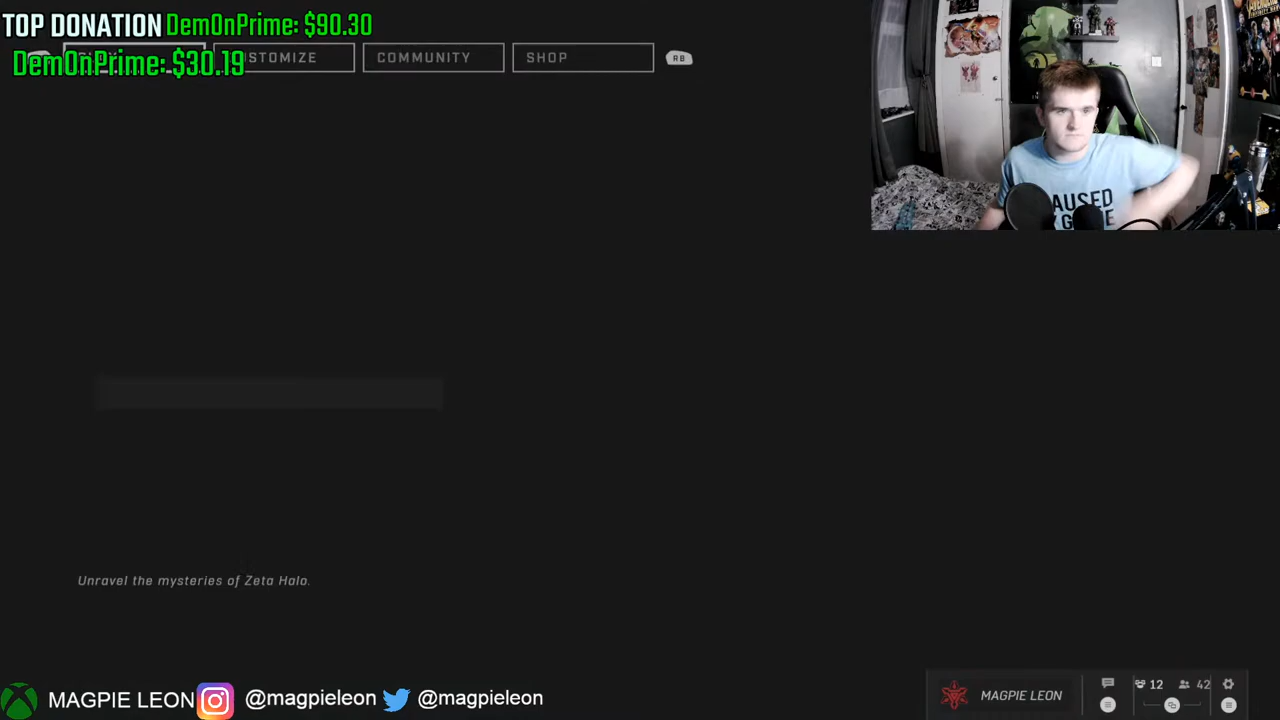 TOP DONATION DemOnPrime: $90.30
DemOnPrime: $30.19
STOMIZE
COMMUNITY
SHOP
RB
AUSED
Unravel the mysteries of Zeta Halo.
MAGPIE LEON @magpieleon @magpieleon
MAGPIE LEON
12
42